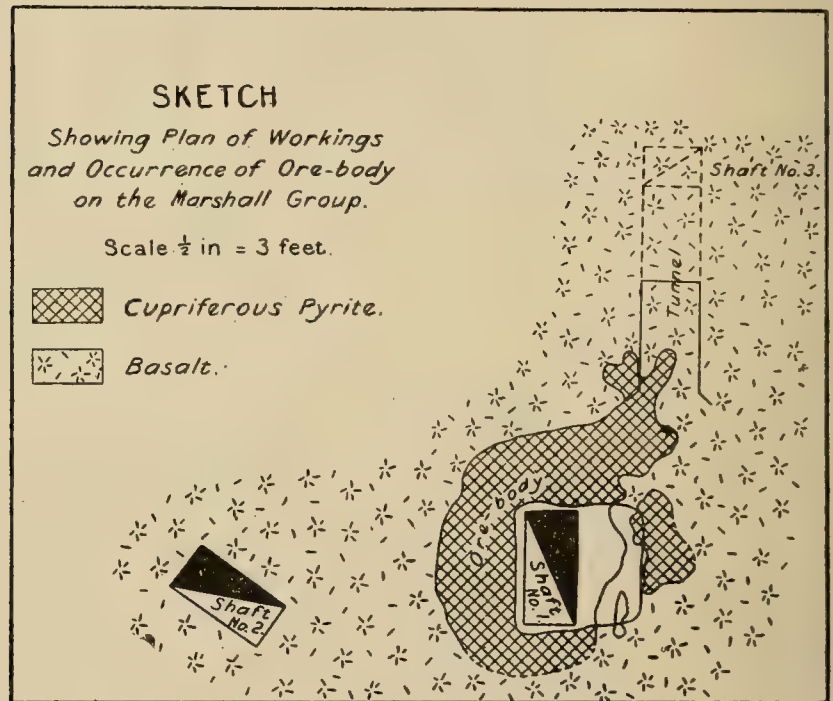 SKETCH
Showing Plan of Workings
and Occurrence of Ore-body
on the Marshall Group.
Scale ½ in = 3 feet.
Cupriferous Pyrite.
Basalt.
Shaft No. 3.
Tunnel
Ore-body
Shaft
No. 1.
Shaft
No. 2.